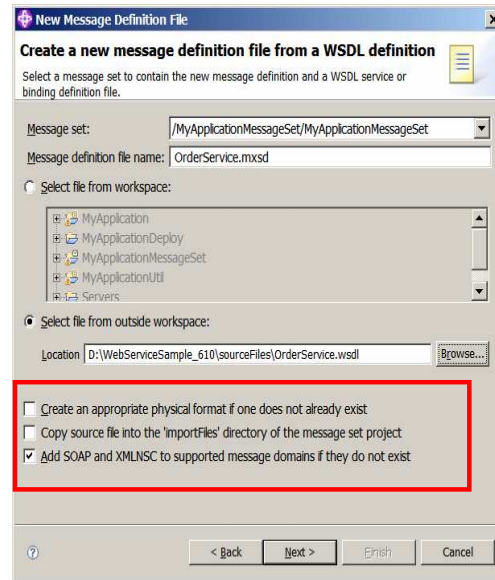 New Message Definition File
Create a new message definition file from a WSDL definition
Select a message set to contain the new message definition and a WSDL service or
binding definition file.
Message set: /MyApplicationMessageSet/MyApplicationMessageSet
Message definition file name: OrderService.mxsd
Select file from workspace:
MyApplication
MyApplicationDeploy
MyApplicationMessageSet
MyApplicationUtil
Servers
Select file from outside workspace:
Location D:\WebServiceSample_610\sourceFiles\OrderService.wsdl Browse...
Create an appropriate physical format if one does not already exist
Copy source file into the 'importFiles' directory of the message set project
Add SOAP and XMLNSC to supported message domains if they do not exist
? < Back Next > Finish Cancel